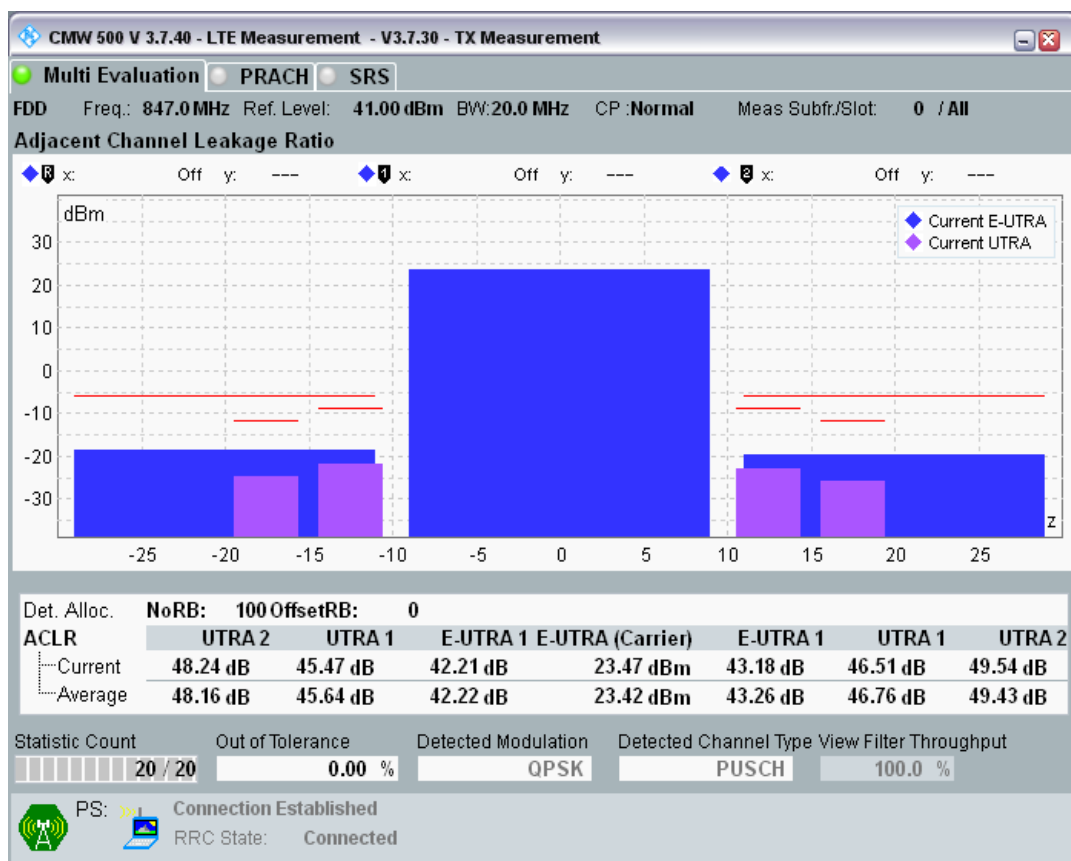 CMW 500 V 3.7.40 - LTE Measurement - V3.7.30 - TX Measurement
Multi Evaluation PRACH SRS
FDD Freq.: 847.0 MHz Ref. Level: 41.00 dBm BW: 20.0 MHz CP :Normal Meas Subfr./Slot: 0 / All
Adjacent Channel Leakage Ratio
R x: Off y: --- 1 x: Off y: --- 2 x: Off y: ---
dBm
Current E-UTRA
Current UTRA
30
20
10
0
-10
-20
-30
z
-25 -20 -15 -10 -5 0 5 10 15 20 25
Det. Alloc. NoRB: 100 OffsetRB: 0
ACLR UTRA 2 UTRA 1 E-UTRA 1 E-UTRA (Carrier) E-UTRA 1 UTRA 1 UTRA 2
Current 48.24 dB 45.47 dB 42.21 dB 23.47 dBm 43.18 dB 46.51 dB 49.54 dB
Average 48.16 dB 45.64 dB 42.22 dB 23.42 dBm 43.26 dB 46.76 dB 49.43 dB
Statistic Count Out of Tolerance Detected Modulation Detected Channel Type View Filter Throughput
20 / 20 0.00 % QPSK PUSCH 100.0 %
PS: Connection Established
RRC State: Connected